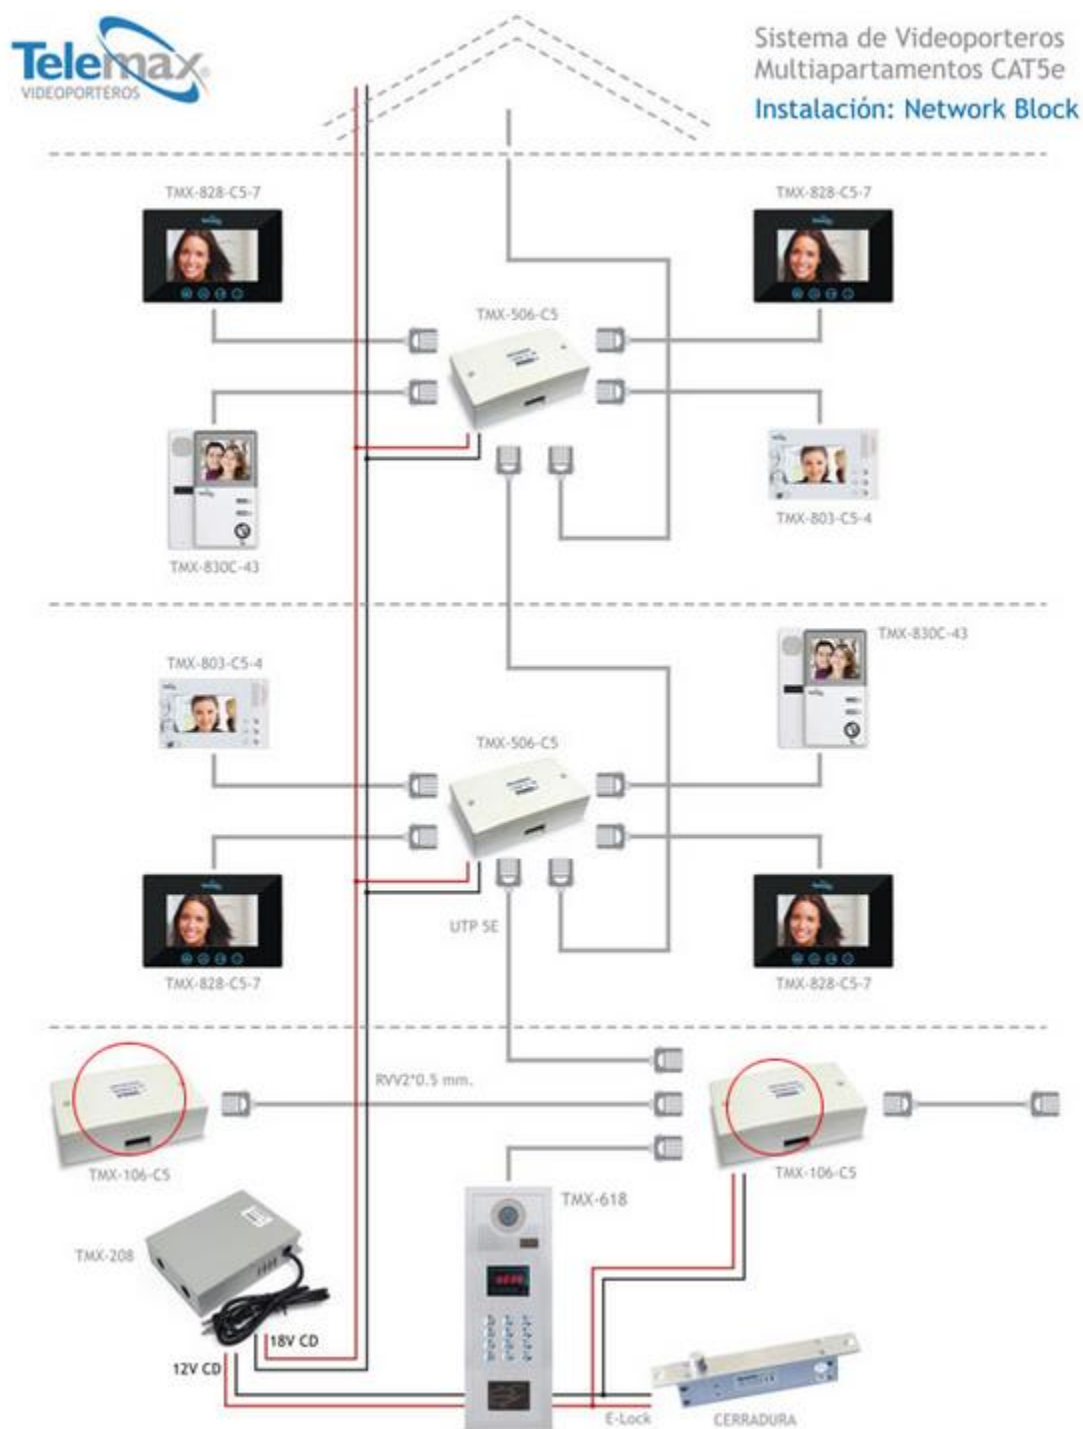 Telemax
VIDEOPORTEROS
Sistema de Videoporteros
Multiapartamentos CAT5e
Instalación: Network Block
TMX-828-C5-7
TMX-828-C5-7
TMX-506-C5
TMX-803-C5-4
TMX-830C-43
TMX-830C-43
TMX-803-C5-4
TMX-506-C5
UTP 5E
TMX-828-C5-7
TMX-828-C5-7
RVV2*0.5 mm.
TMX-106-C5
TMX-106-C5
TMX-618
TMX-208
18V CD
12V CD
E-Lock
CERRADURA